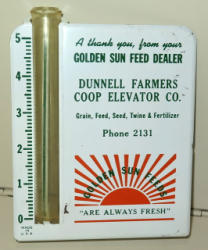 A thank you, from your
GOLDEN SUN FEED DEALER
DUNNELL FARMERS
COOP ELEVATOR CO.
Grain, Feed, Seed, Twine & Fertilizer
Phone 2131
5
4
3
2
1
0
GOLDEN SUN FEEDS
"ARE ALWAYS FRESH"